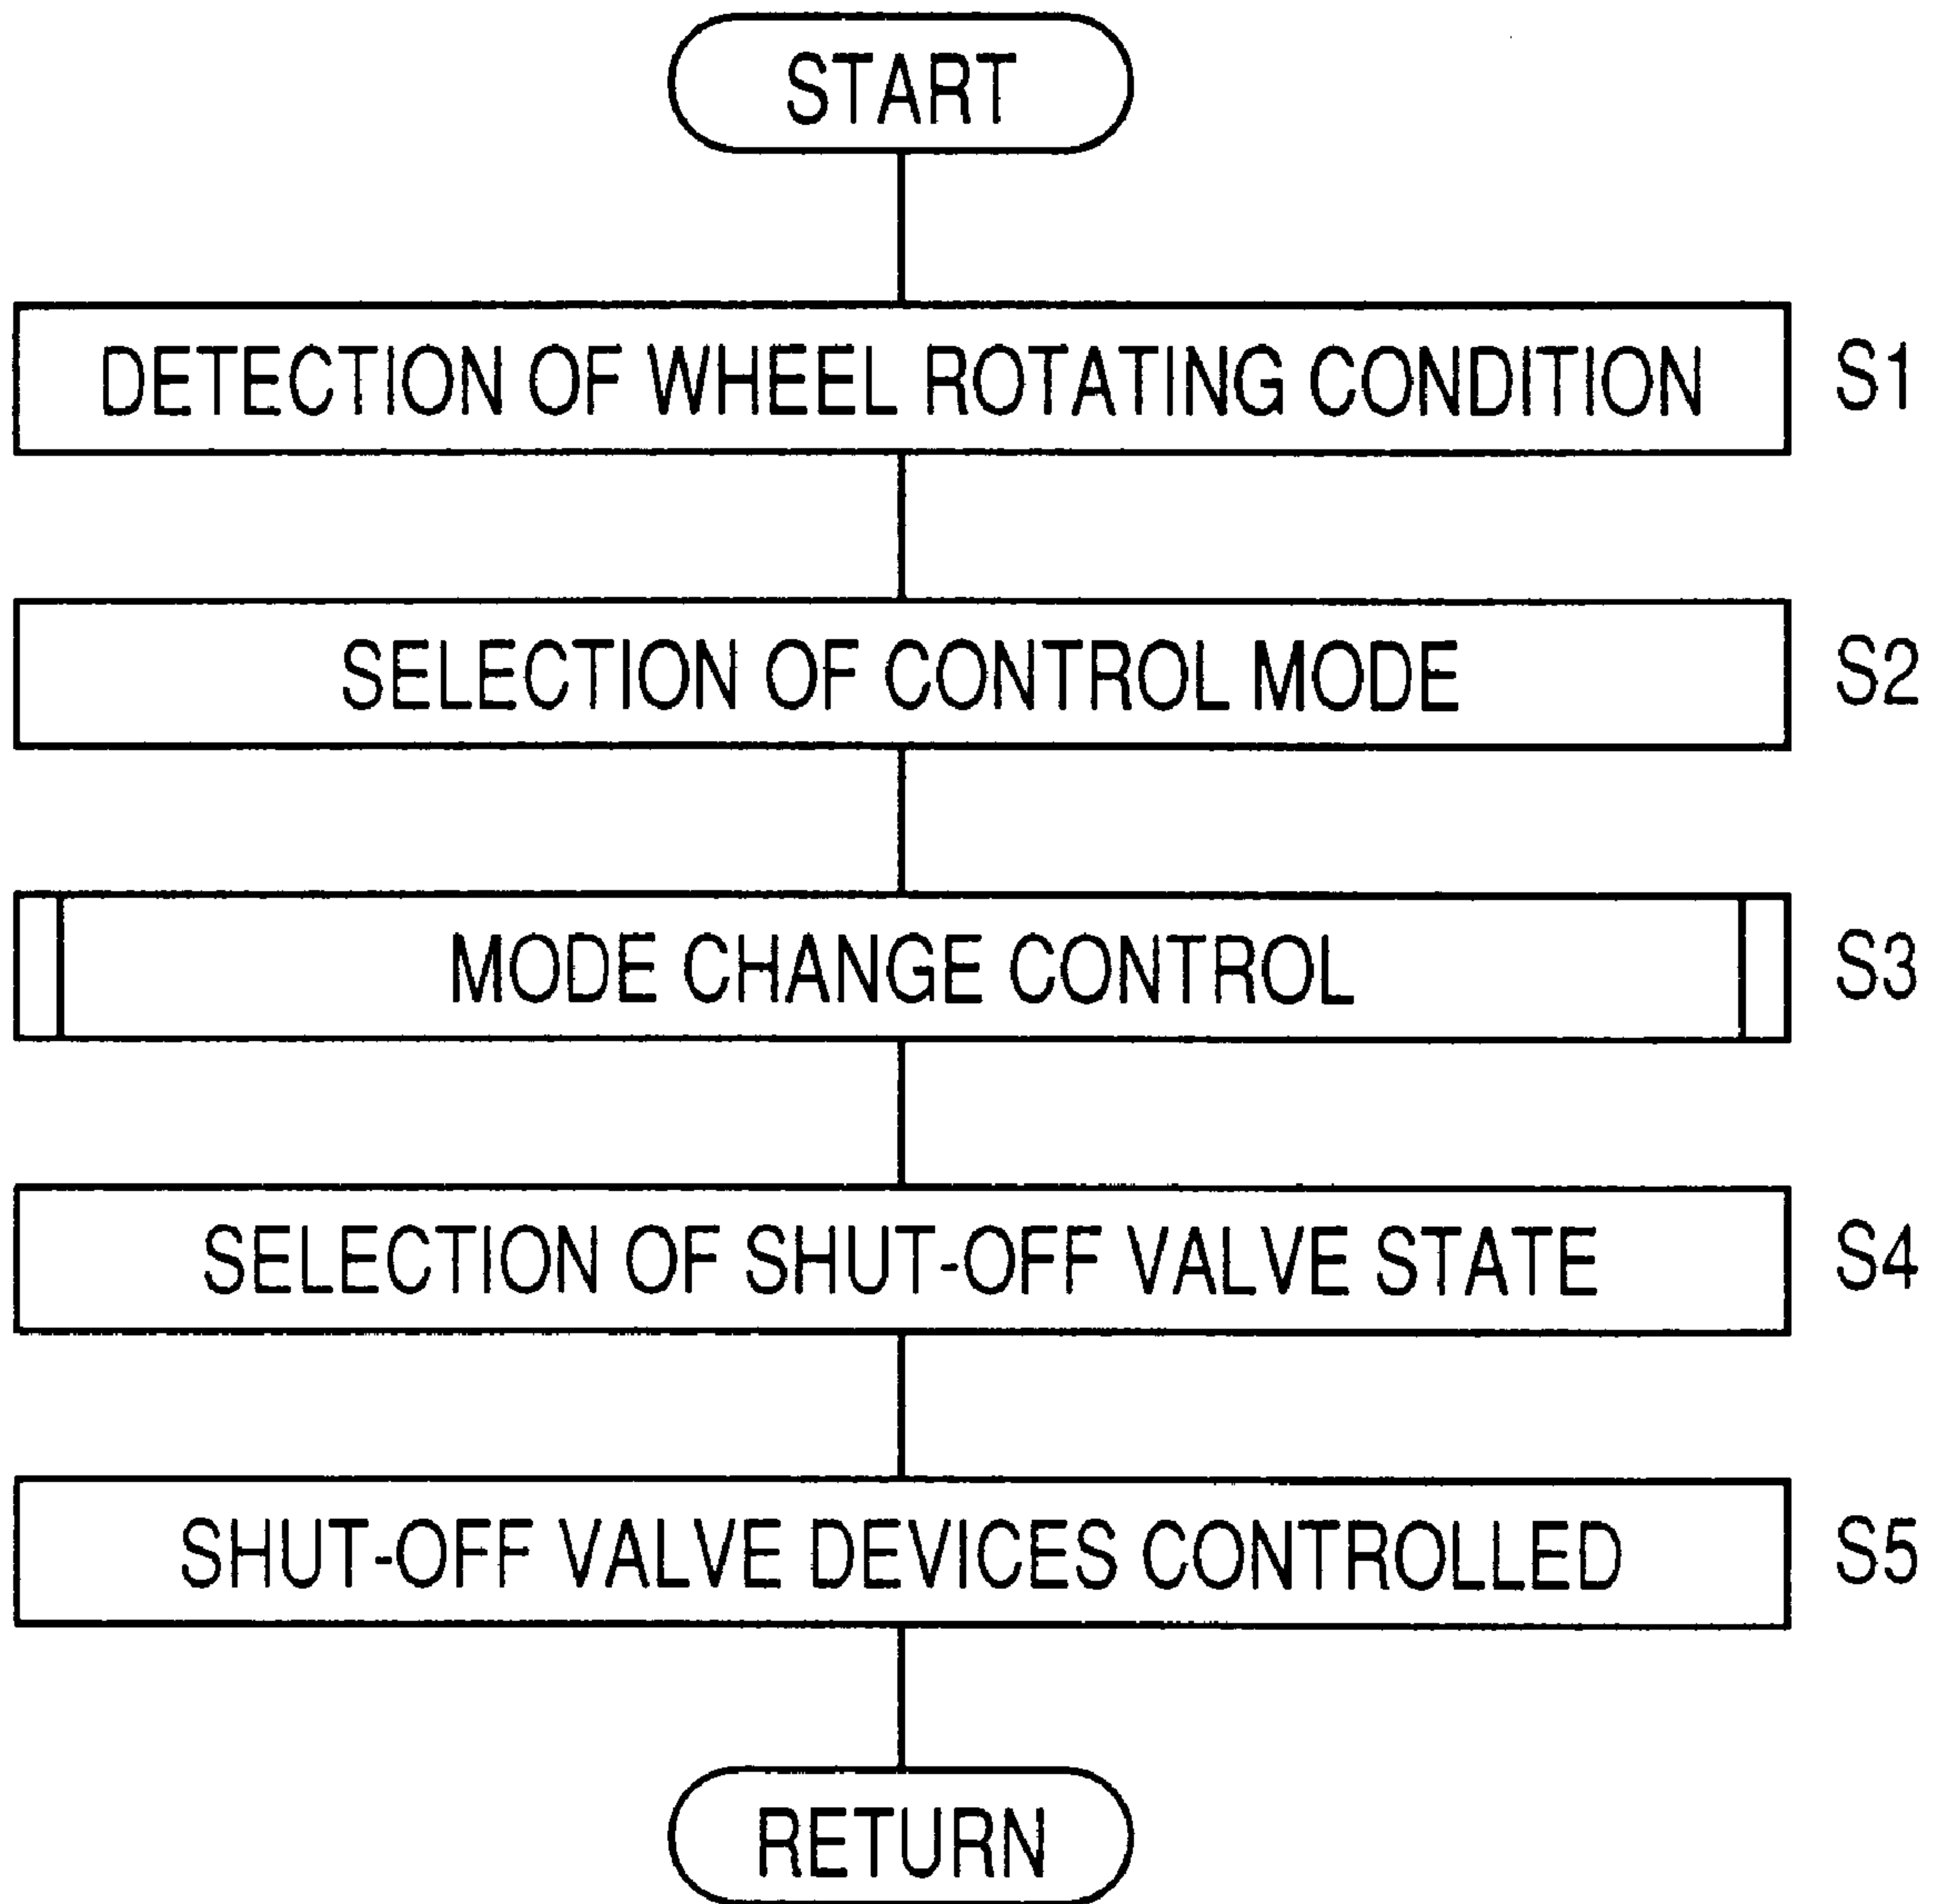 START
DETECTION OF WHEEL ROTATING CONDITION S1
SELECTION OF CONTROL MODE S2
MODE CHANGE CONTROL S3
SELECTION OF SHUT-OFF VALVE STATE S4
SHUT-OFF VALVE DEVICES CONTROLLED S5
RETURN